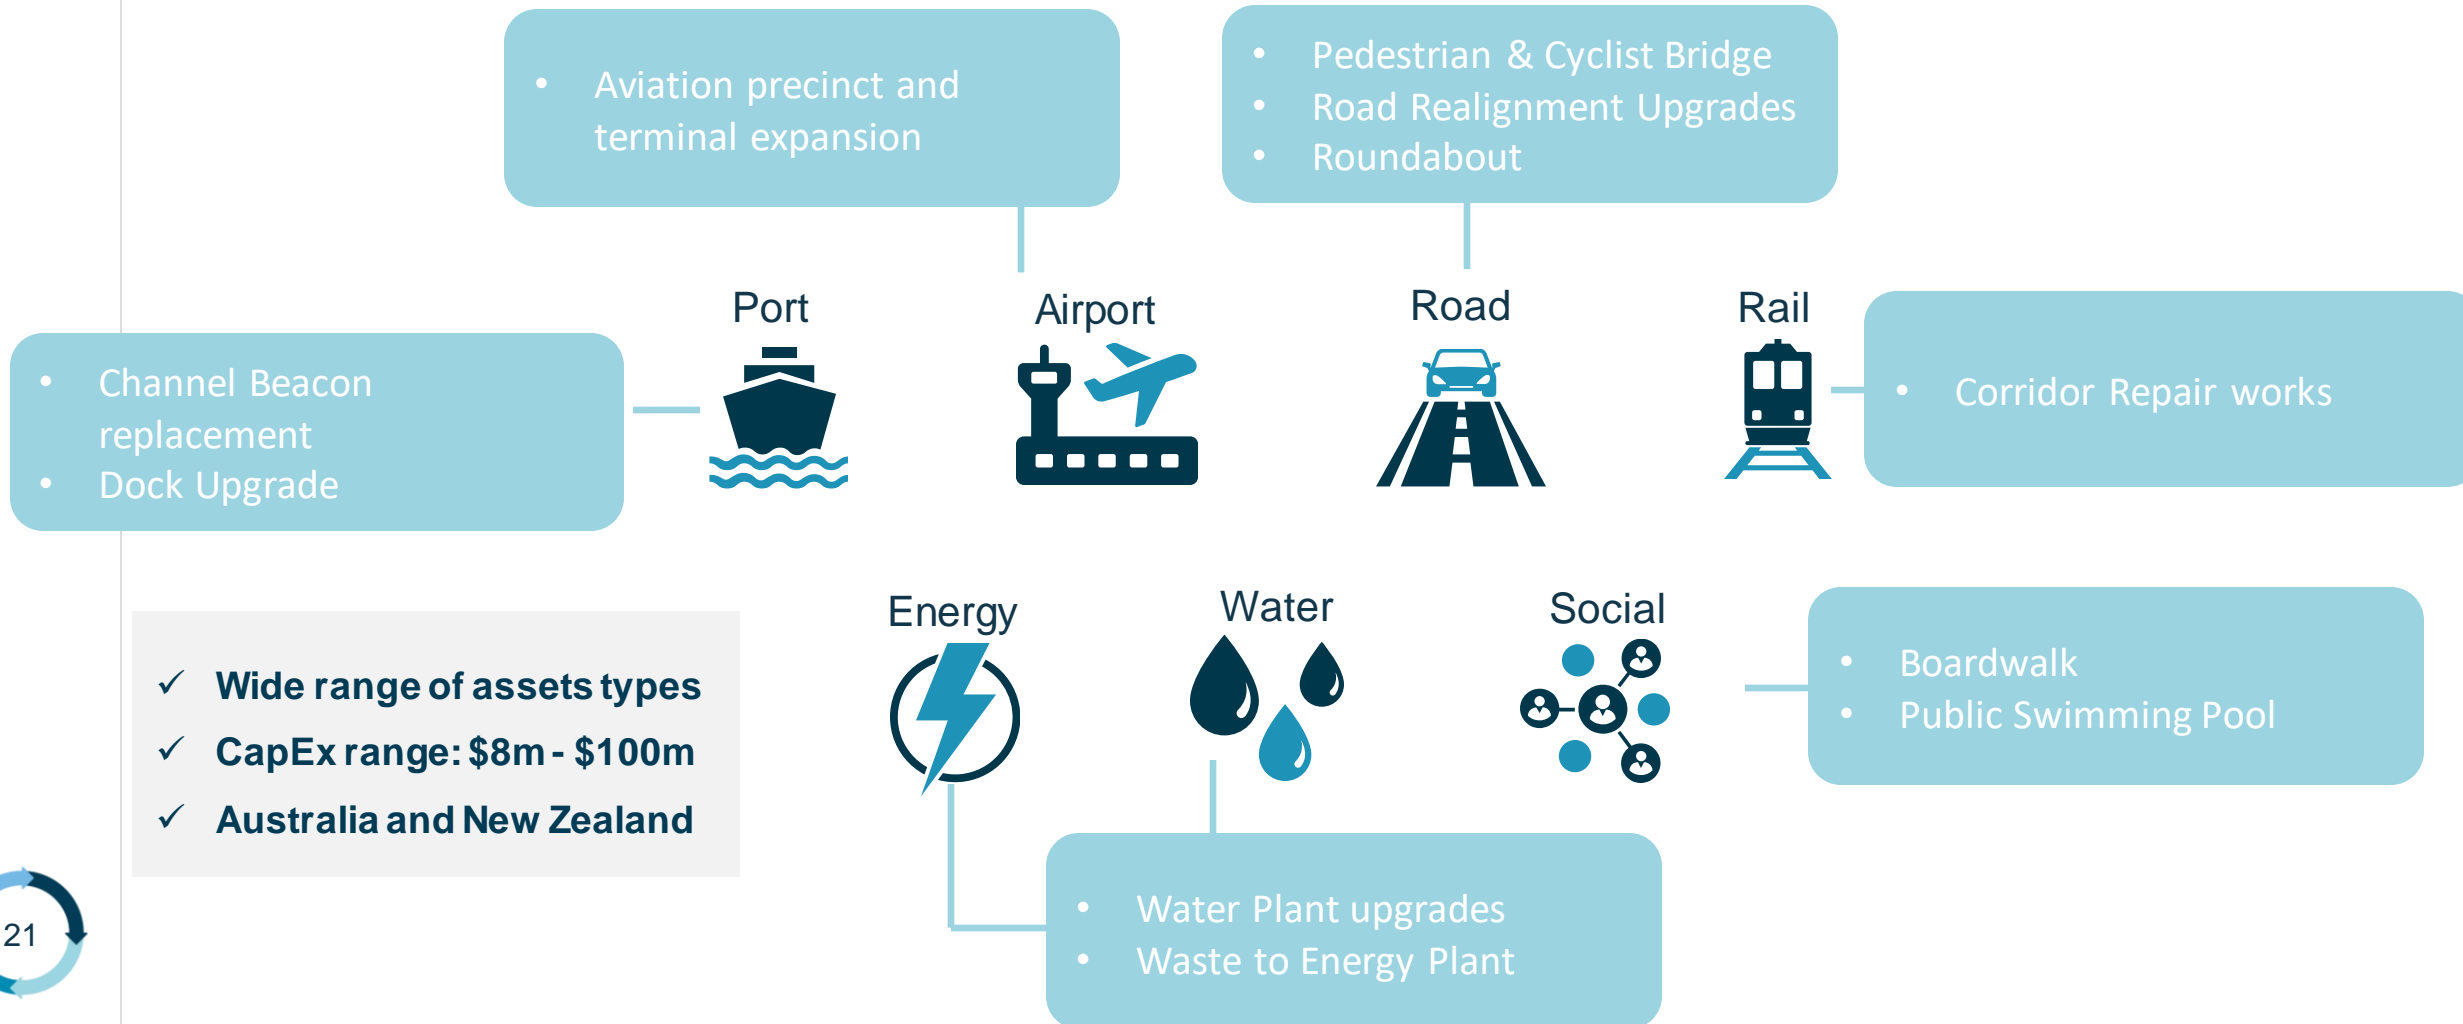 • Aviation precinct and
terminal expansion
• Pedestrian & Cyclist Bridge
• Road Realignment Upgrades
• Roundabout
Port
Airport
Road
Rail
• Channel Beacon
replacement
• Dock Upgrade
• Corridor Repair works
Energy
Water
Social
✓ Wide range of assets types
✓ CapEx range: $8m - $100m
✓ Australia and New Zealand
• Boardwalk
• Public Swimming Pool
• Water Plant upgrades
• Waste to Energy Plant
21